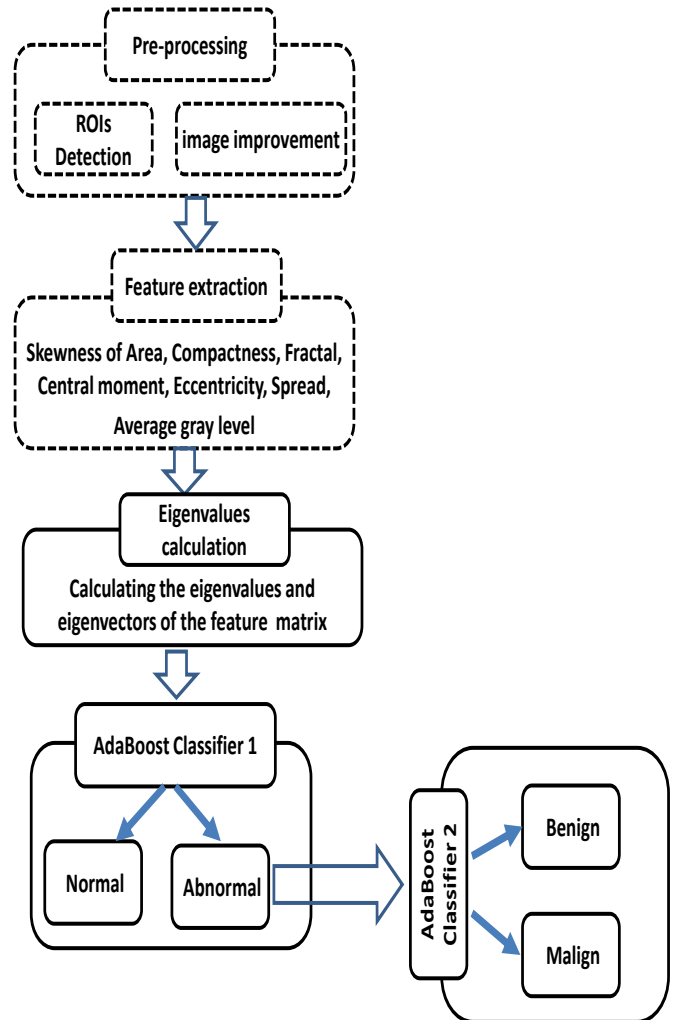 Pre-processing
ROIs
Detection
image improvement
Feature extraction
Skewness of Area, Compactness, Fractal,
Central moment, Eccentricity, Spread,
Average gray level
Eigenvalues
calculation
Calculating the eigenvalues and
eigenvectors of the feature matrix
AdaBoost Classifier 1
Normal
Abnormal
AdaBoost
Classifier 2
Benign
Malign